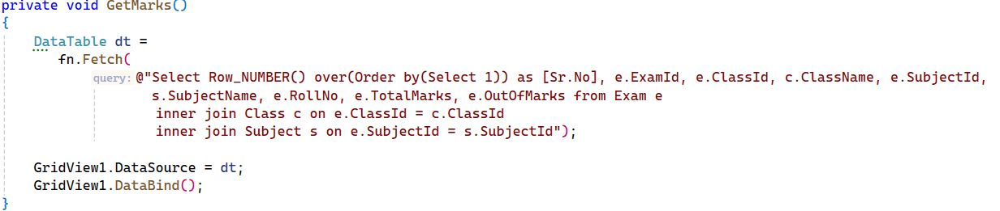 private void GetMarks()
{
DataTable dt =
fn.Fetch(
query: @"Select Row_NUMBER() over(Order by(Select 1)) as [Sr.No], e.ExamId, e.ClassId, c.ClassName, e.SubjectId,
s.SubjectName, e.RollNo, e.TotalMarks, e.OutOfMarks from Exam e
inner join Class c on e.ClassId = c.ClassId
inner join Subject s on e.SubjectId = s.SubjectId");
GridView1.DataSource = dt;
GridView1.DataBind();
}